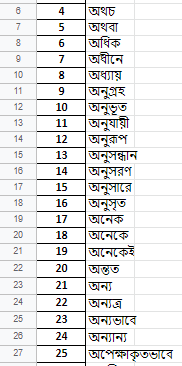 6 4 অথচ
7 5 অথবা
8 6 অধিক
9 7 অধীনে
10 8 অধ্যায়
11 9 অনুগ্রহ
12 10 অনুভূত
13 11 অনুযায়ী
14 12 অনুরূপ
15 13 অনুসন্ধান
16 14 অনুসরণ
17 15 অনুসারে
18 16 অনুসৃত
19 17 অনেক
20 18 অনেকে
21 19 অনেকেই
22 20 অন্তত
23 21 অন্য
24 22 অন্যত্র
25 23 অন্যভাবে
26 24 অন্যান্য
27 25 অপেক্ষাকৃতভাবে